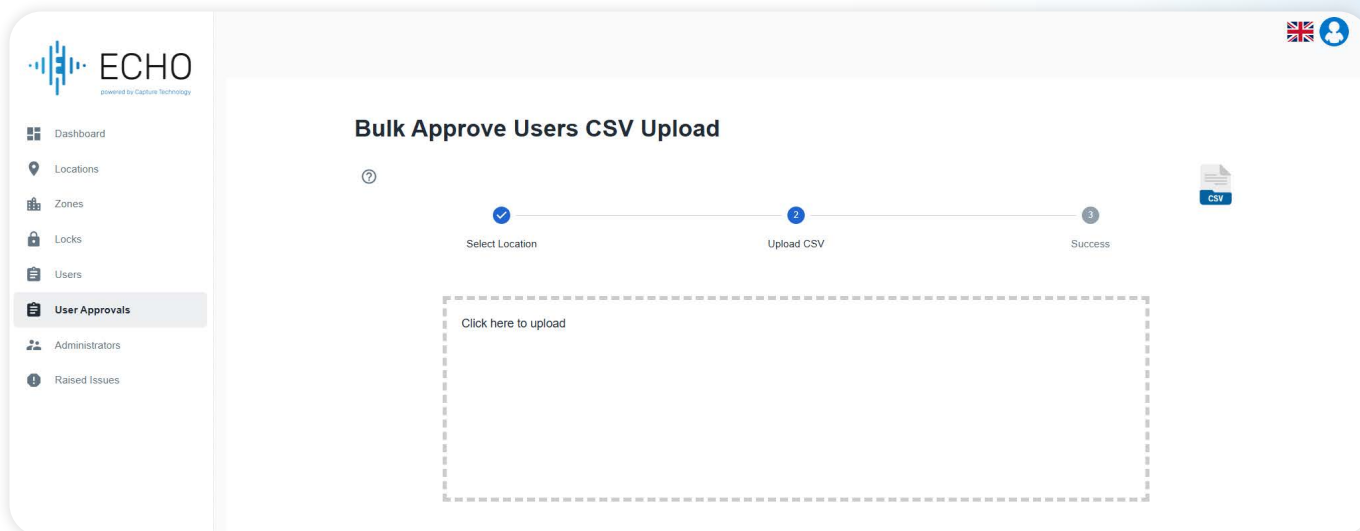 ECHO
powered by Capture Technology
Dashboard
Locations
Zones
Locks
Users
User Approvals
Administrators
Raised Issues
Bulk Approve Users CSV Upload
?
CSV
2
3
Select Location
Upload CSV
Success
Click here to upload